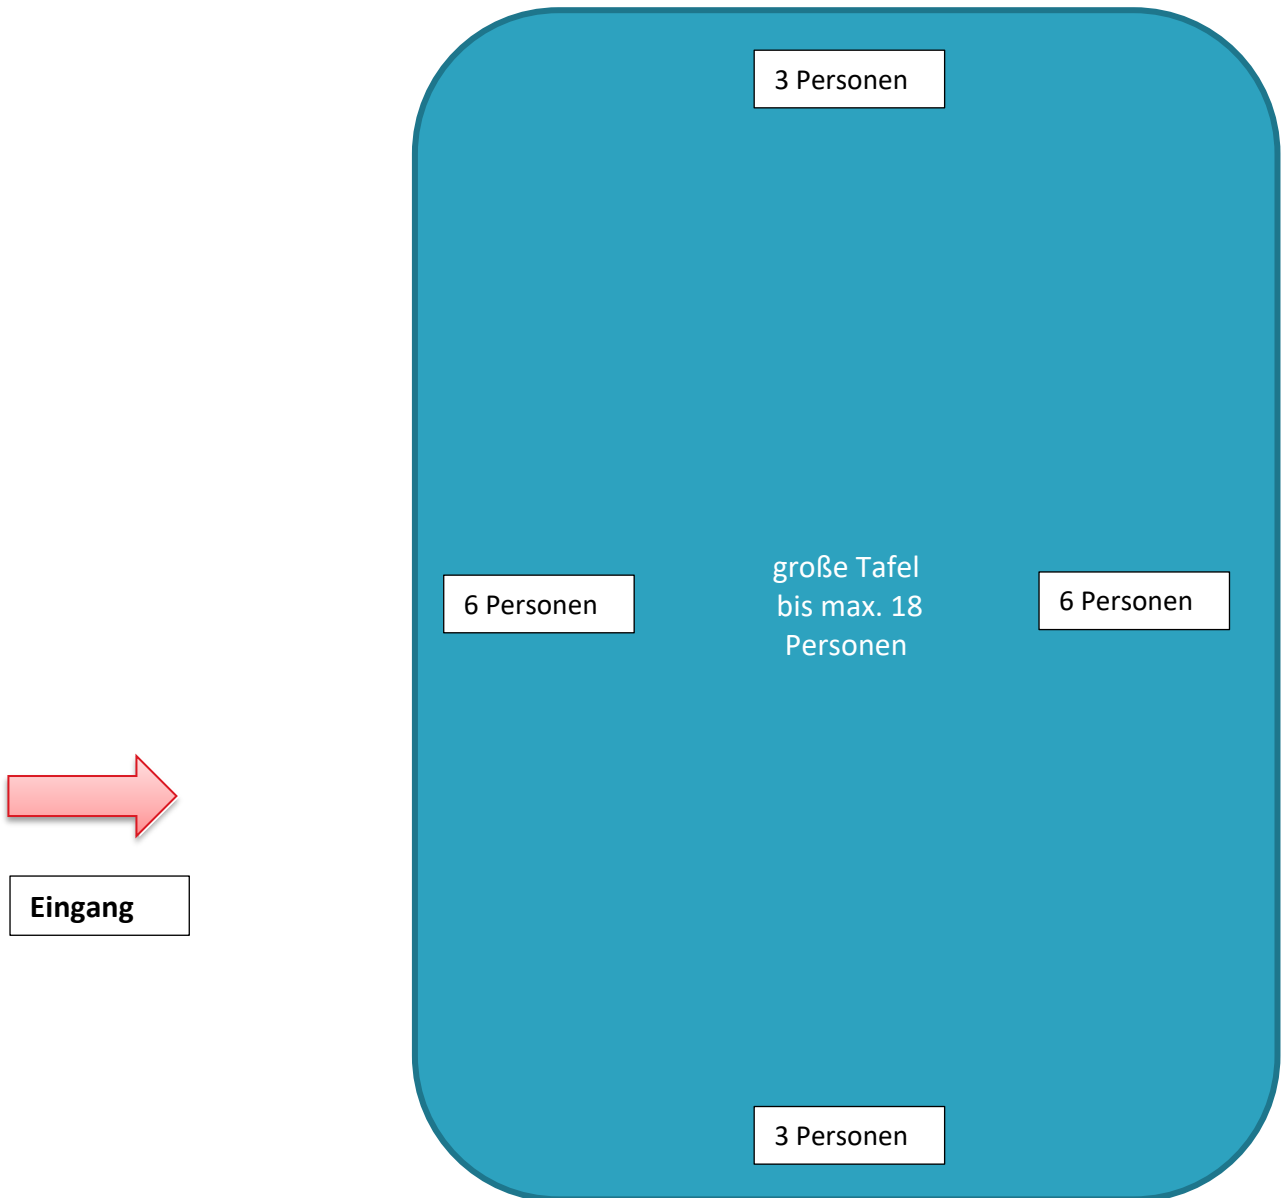 3 Personen
große Tafel
bis max. 18
Personen
6 Personen
6 Personen
Eingang
3 Personen